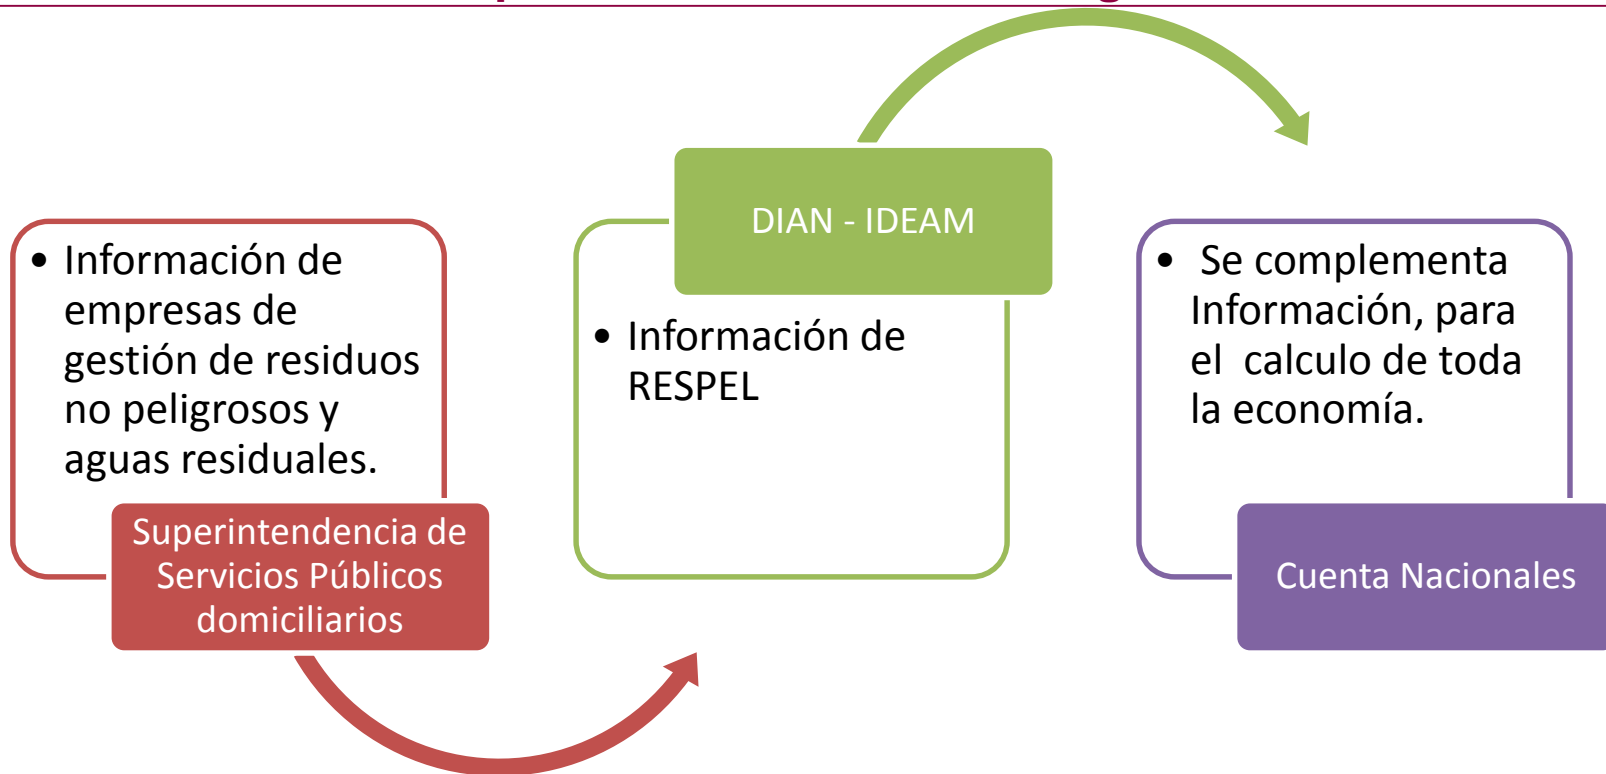 • Información de
empresas de
gestión de residuos
no peligrosos y
aguas residuales.
Superintendencia de
Servicios Públicos
domiciliarios
DIAN - IDEAM
• Información de
RESPEL
• Se complementa
Información, para
el calculo de toda
la economía.
Cuenta Nacionales